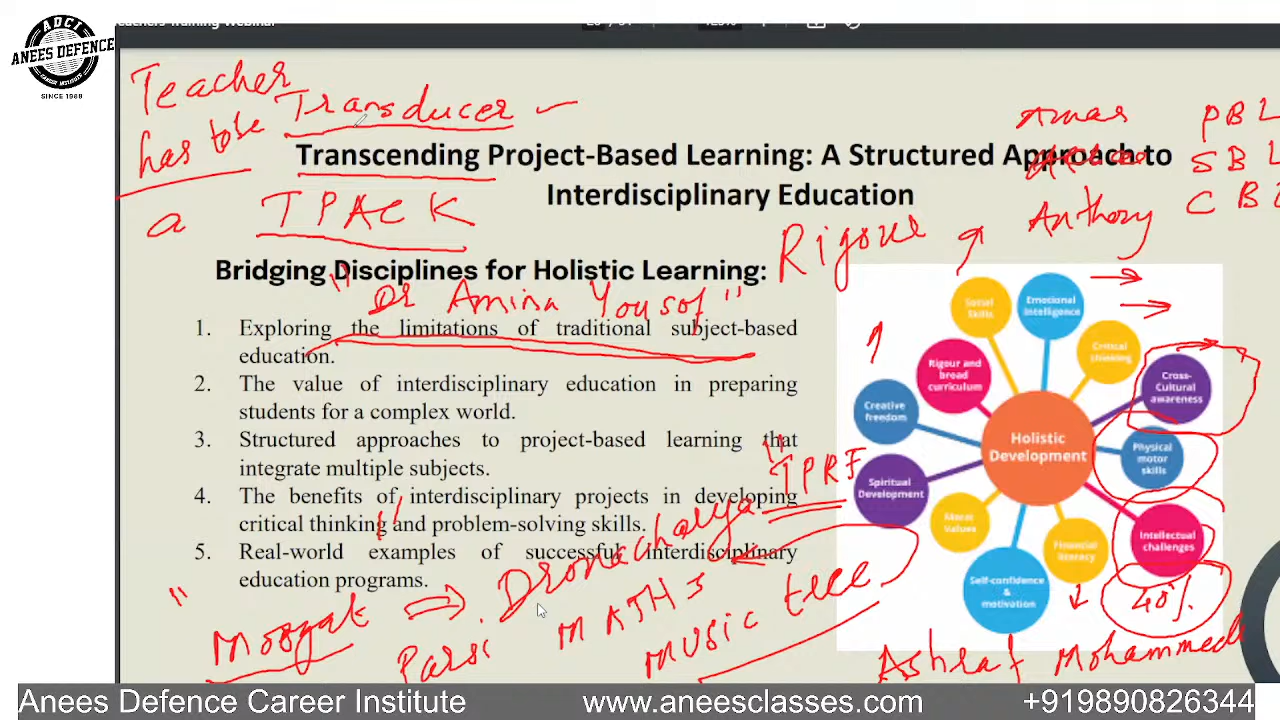 ADCI
ANEES DEFENCE
CAREER INSTITUTE
SINCE 1988
Teachers Training Webinar
Teacher
has to be
a
Transducer
TPACK
Transcending Project-Based Learning: A Structured Approach to
Interdisciplinary Education
Anthony
PBL
SBL
CB
Rigour
Bridging Disciplines for Holistic Learning:
"Dr Amina Yousof"
1. Exploring the limitations of traditional subject-based
education.
2. The value of interdisciplinary education in preparing
students for a complex world.
3. Structured approaches to project-based learning that
integrate multiple subjects.
4. The benefits of interdisciplinary projects in developing
critical thinking and problem-solving skills.
5. Real-world examples of successful interdisciplinary
education programs.
"TPRF
Dronacharya
Parsi
MATHS
Music tree
Social
Skills
Emotional
intelligence
Critical
thinking
Cross-
Cultural
awareness
Physical
motor
skills
Intellectual
challenges
Financial
literacy
Self-confidence
&
motivation
Moral
Values
Spiritual
Development
Creative
freedom
Rigour and
broad
curriculum
Holistic
Development
40%
Ashraf Mohammed
Anees Defence Career Institute
www.aneesclasses.com
+919890826344